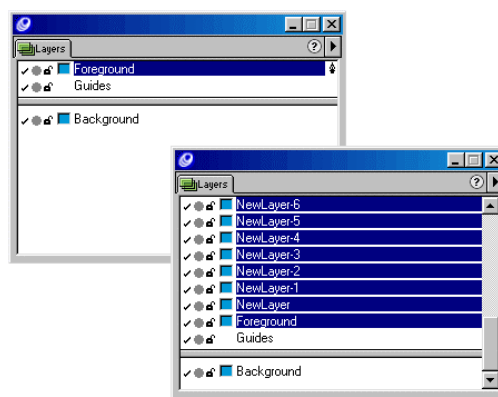 Layers
?
Foreground
Guides
Background
Layers
?
NewLayer-6
NewLayer-5
NewLayer-4
NewLayer-3
NewLayer-2
NewLayer-1
NewLayer
Foreground
Guides
Background